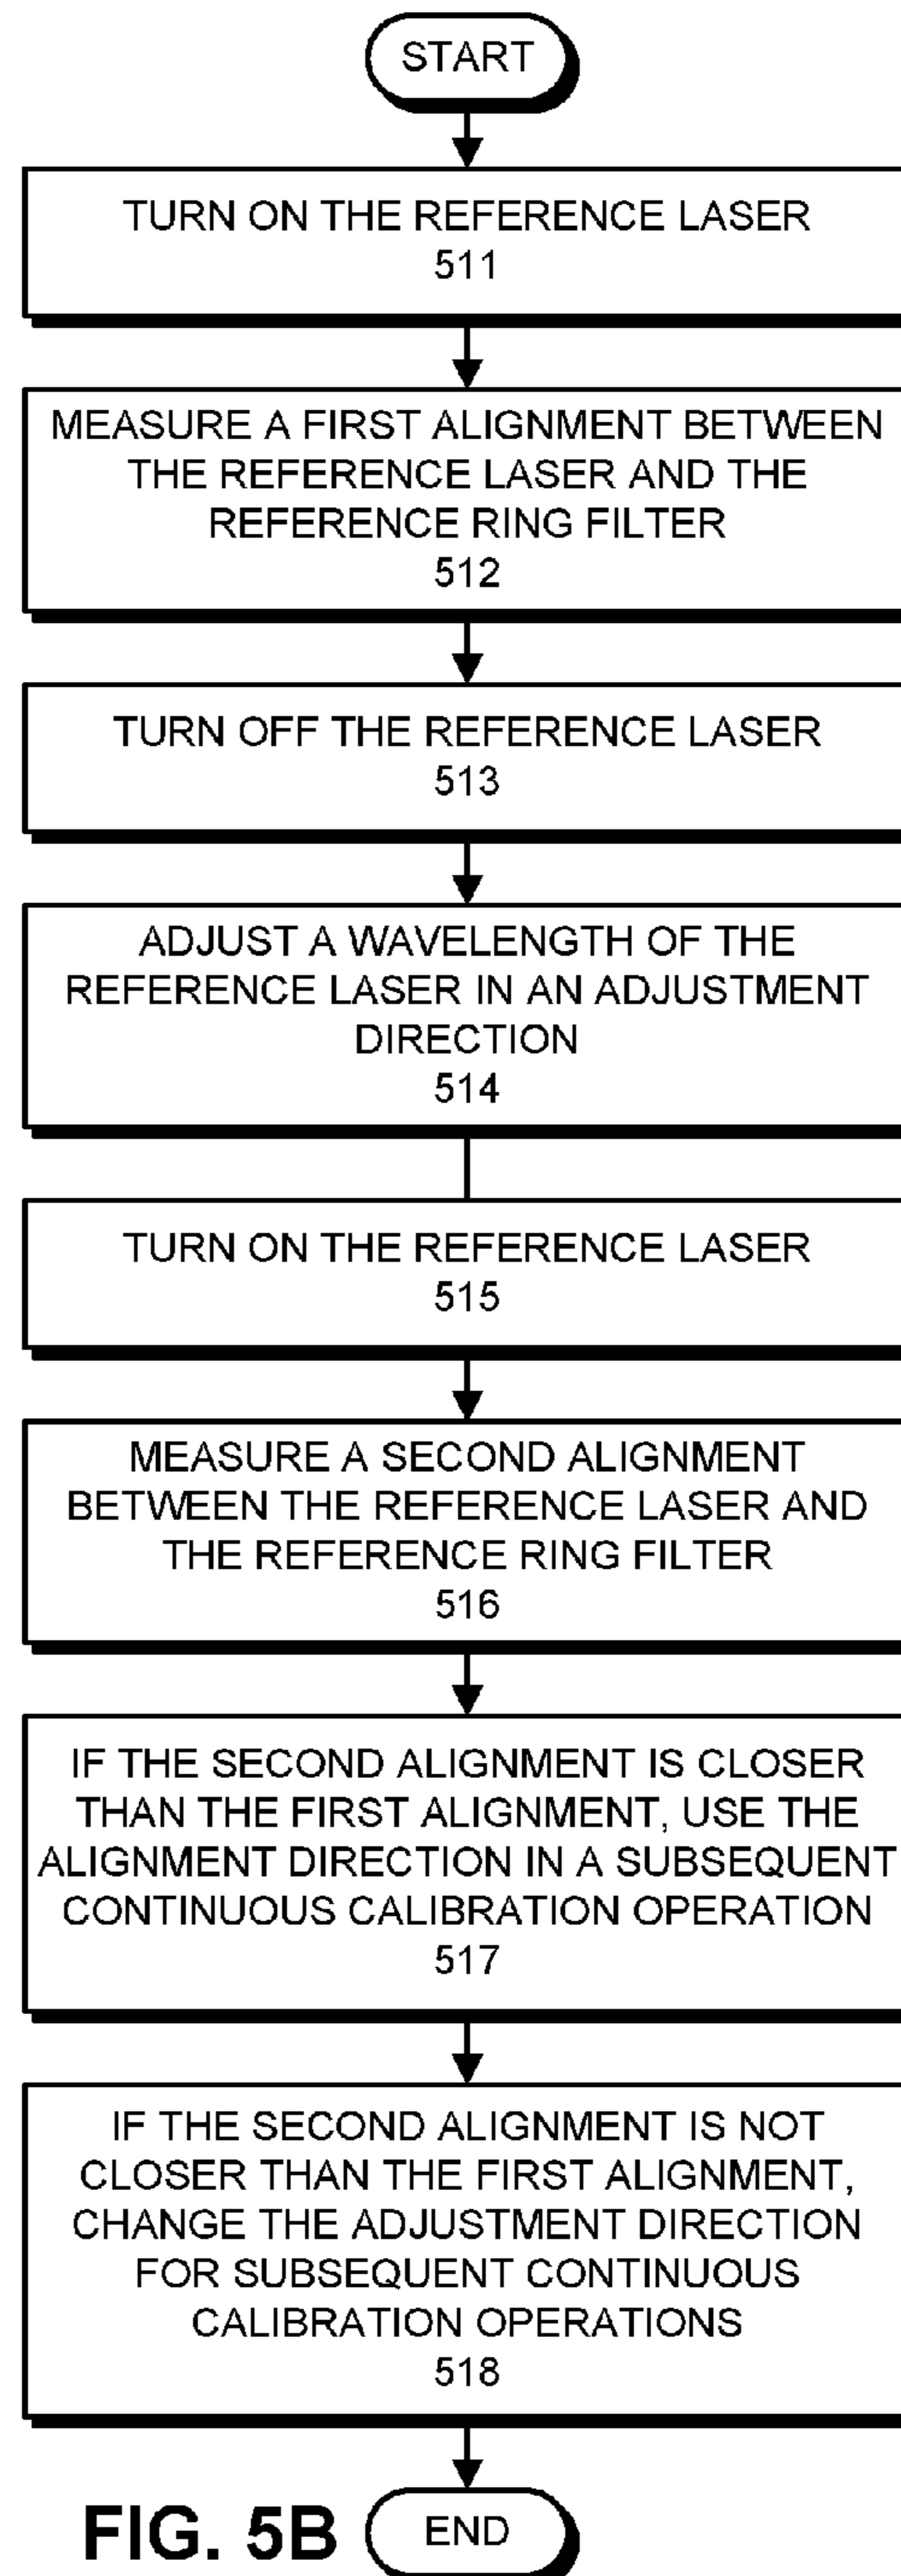 START
TURN ON THE REFERENCE LASER
511
MEASURE A FIRST ALIGNMENT BETWEEN
THE REFERENCE LASER AND THE
REFERENCE RING FILTER
512
TURN OFF THE REFERENCE LASER
513
ADJUST A WAVELENGTH OF THE
REFERENCE LASER IN AN ADJUSTMENT
DIRECTION
514
TURN ON THE REFERENCE LASER
515
MEASURE A SECOND ALIGNMENT
BETWEEN THE REFERENCE LASER AND
THE REFERENCE RING FILTER
516
IF THE SECOND ALIGNMENT IS CLOSER
THAN THE FIRST ALIGNMENT, USE THE
ALIGNMENT DIRECTION IN A SUBSEQUENT
CONTINUOUS CALIBRATION OPERATION
517
IF THE SECOND ALIGNMENT IS NOT
CLOSER THAN THE FIRST ALIGNMENT,
CHANGE THE ADJUSTMENT DIRECTION
FOR SUBSEQUENT CONTINUOUS
CALIBRATION OPERATIONS
518
FIG. 5B
END